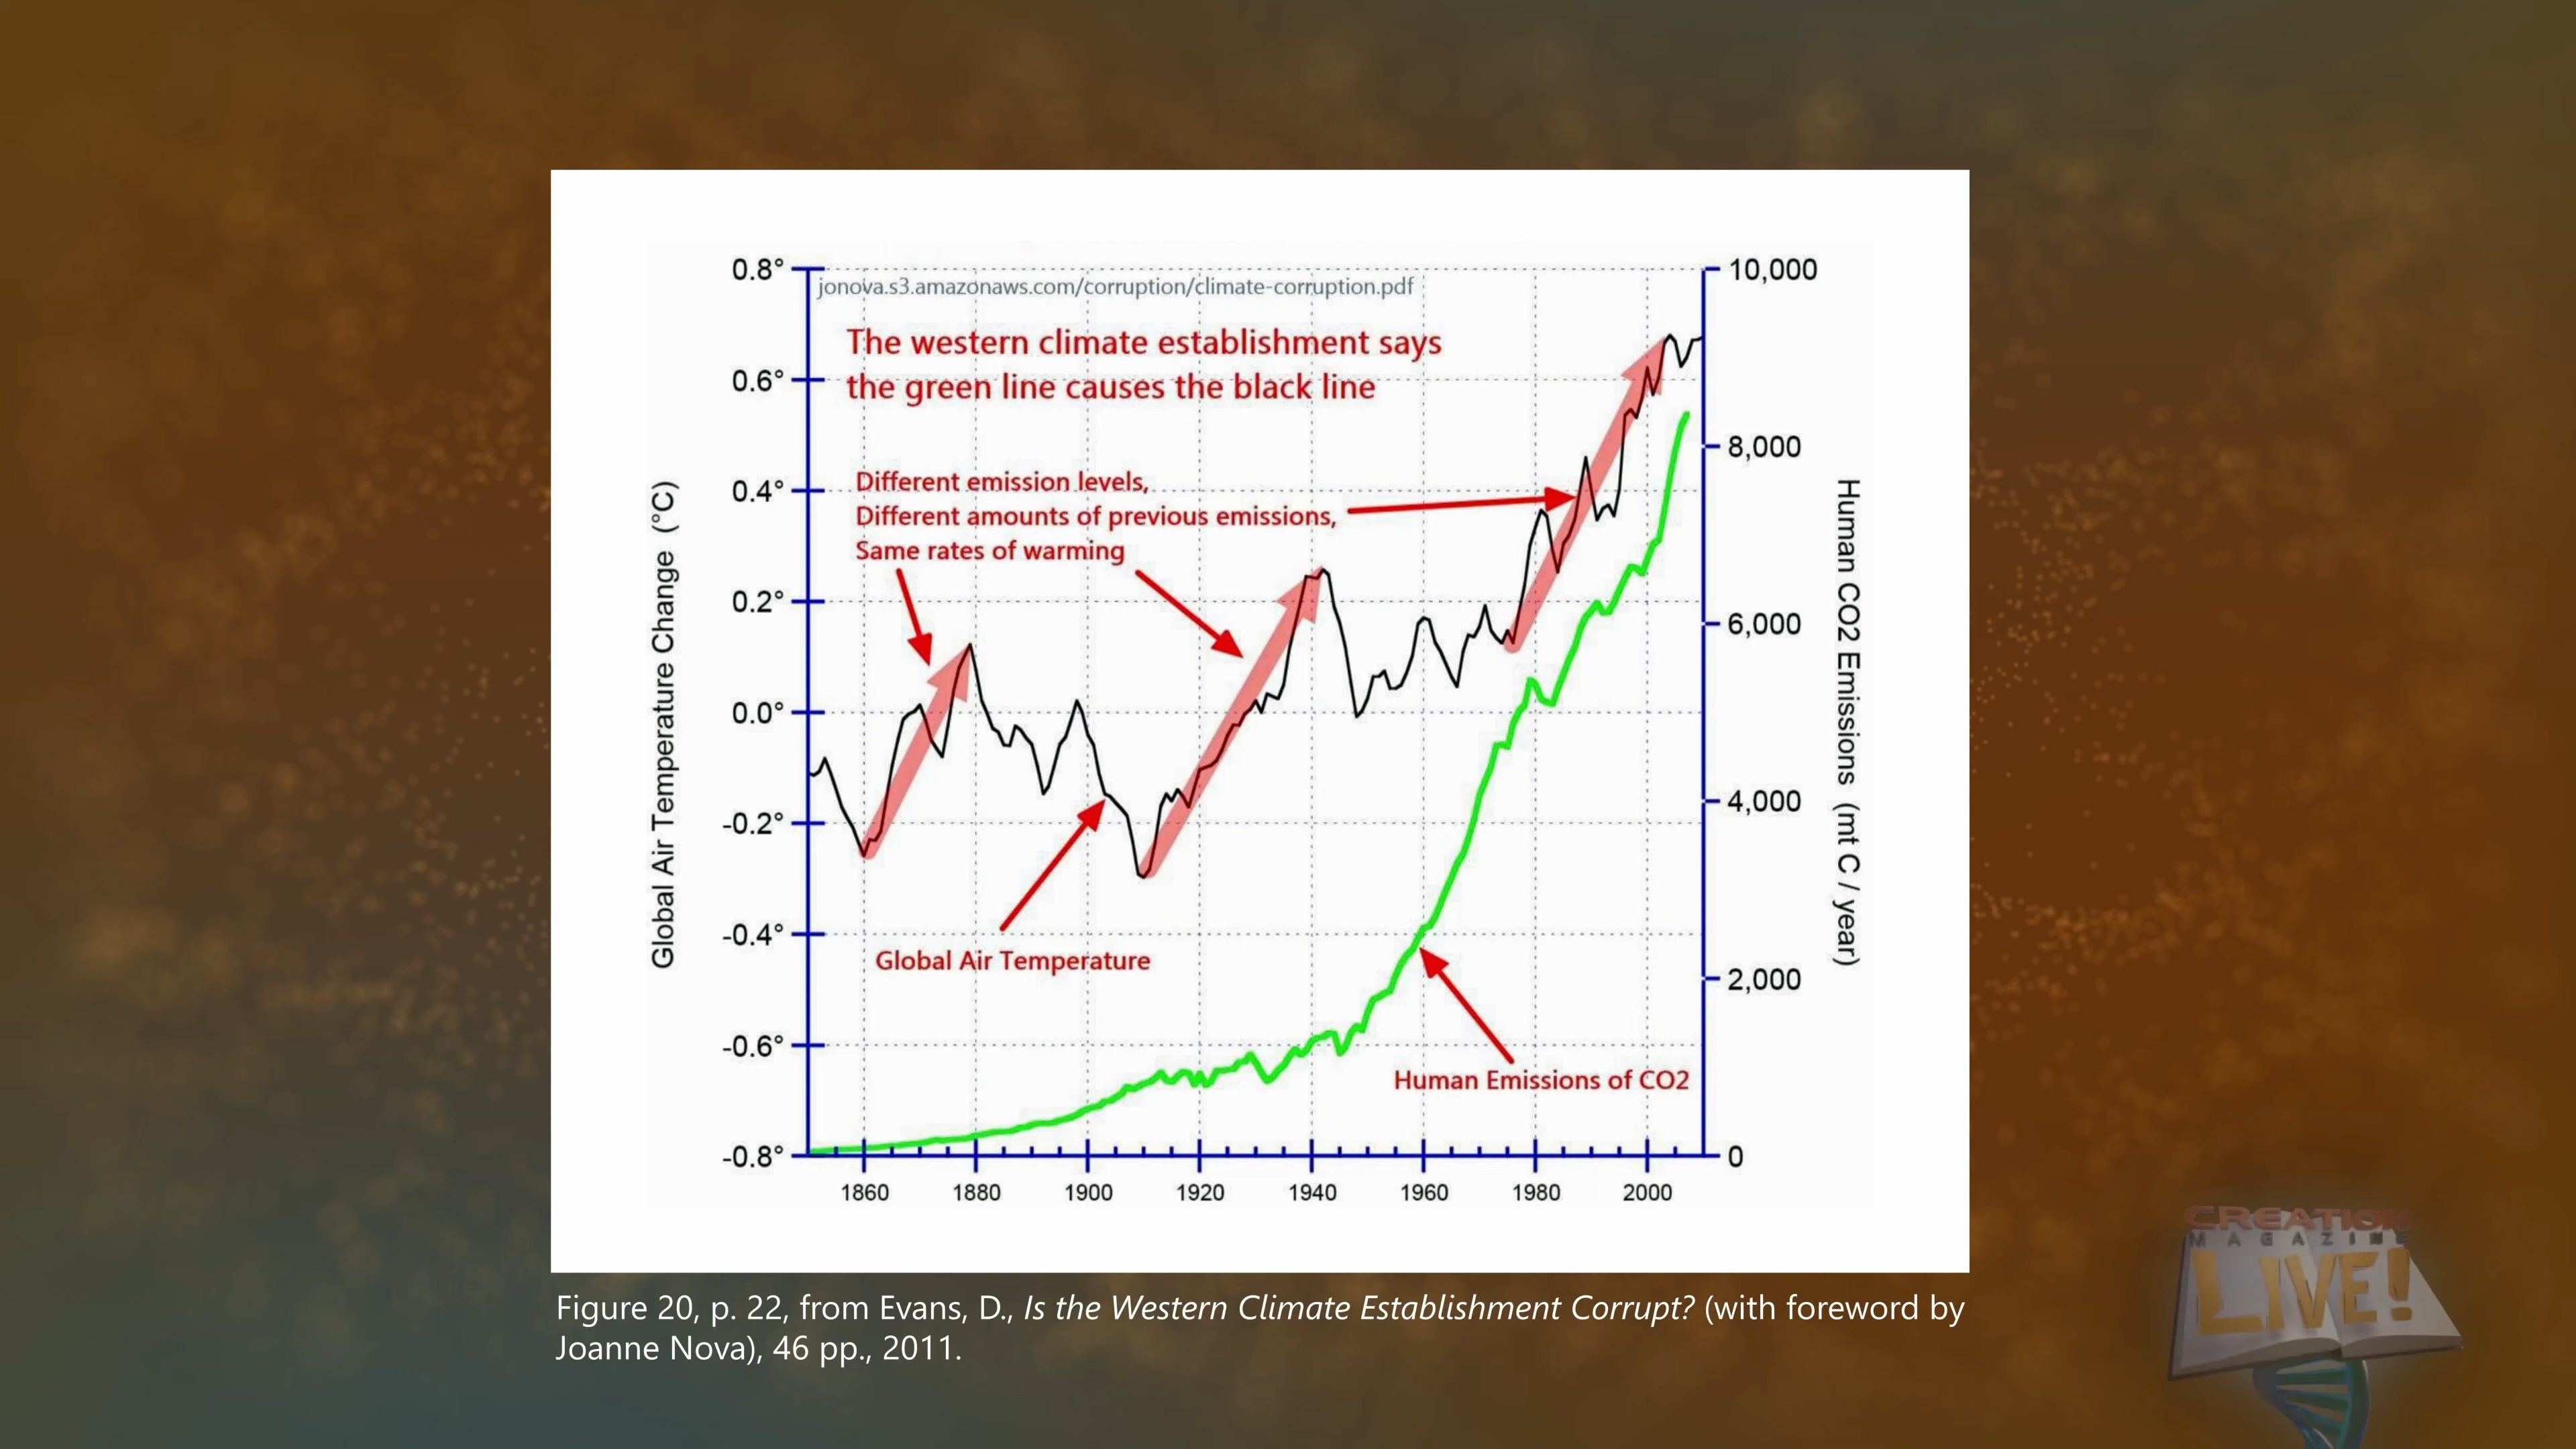 0.8°
0.6°
0.4°
0.2°
0.0°
-0.2°
-0.4°
-0.6°
-0.8°
Global Air Temperature Change (°C)
jonova.s3.amazonaws.com/corruption/climate-corruption.pdf
The western climate establishment says
the green line causes the black line
Different emission levels,
Different amounts of previous emissions,
Same rates of warming
Global Air Temperature
Human Emissions of CO2
10,000
8,000
6,000
4,000
2,000
0
Human CO2 Emissions (mt C / year)
1860 1880 1900 1920 1940 1960 1980 2000
Figure 20, p. 22, from Evans, D., Is the Western Climate Establishment Corrupt? (with foreword by
Joanne Nova), 46 pp., 2011.
CREATION
MAGAZINE
LIVE!